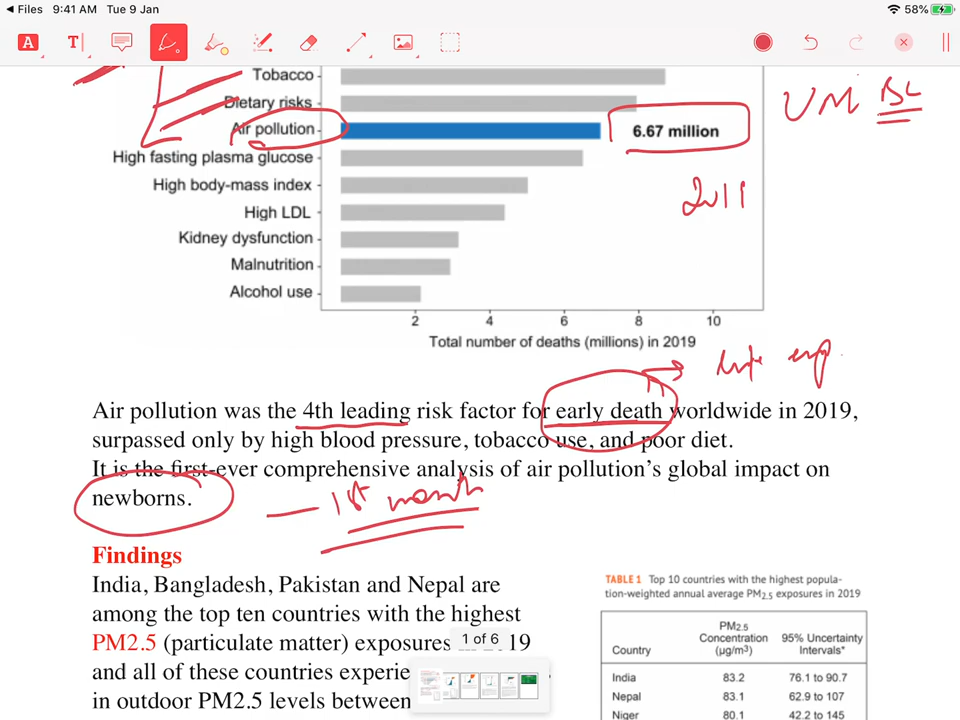 Files 9:41 AM Tue 9 Jan 58%
A T
Tobacco
Dietary risks
Air pollution 6.67 million
High fasting plasma glucose
High body-mass index
High LDL
Kidney dysfunction
Malnutrition
Alcohol use
2 4 6 8 10
Total number of deaths (millions) in 2019
Air pollution was the 4th leading risk factor for early death worldwide in 2019,
surpassed only by high blood pressure, tobacco use, and poor diet.
It is the first-ever comprehensive analysis of air pollution's global impact on
newborns.
1st month
Findings
India, Bangladesh, Pakistan and Nepal are
among the top ten countries with the highest
PM2.5 (particulate matter) exposures
and all of these countries
in outdoor PM2.5 levels between
1 of 6
TABLE 1 Top 10 countries with the highest popula-
tion-weighted annual average PM2.5 exposures in 2019
Country PM2.5 Concentration (µg/m³) 95% Uncertainty Intervals*
India 83.2 76.1 to 90.7
Nepal 83.1 62.9 to 107
Niger 80.1 42.2 to 145